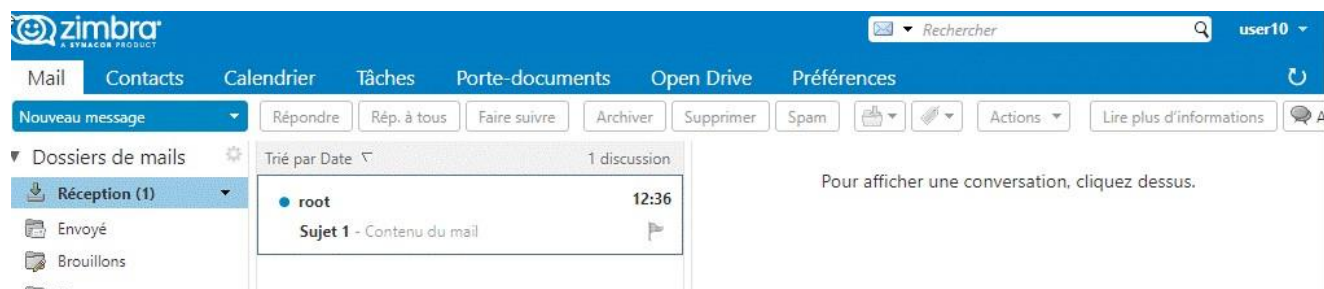 zimbra
A SYNACOR PRODUCT
Rechercher
user10
Mail Contacts Calendrier Tâches Porte-documents Open Drive Préférences
Nouveau message Répondre Rép. à tous Faire suivre Archiver Supprimer Spam Actions Lire plus d'informations
Dossiers de mails
Trié par Date 1 discussion
Réception (1)
root 12:36
Sujet 1 - Contenu du mail
Pour afficher une conversation, cliquez dessus.
Envoyé
Brouillons